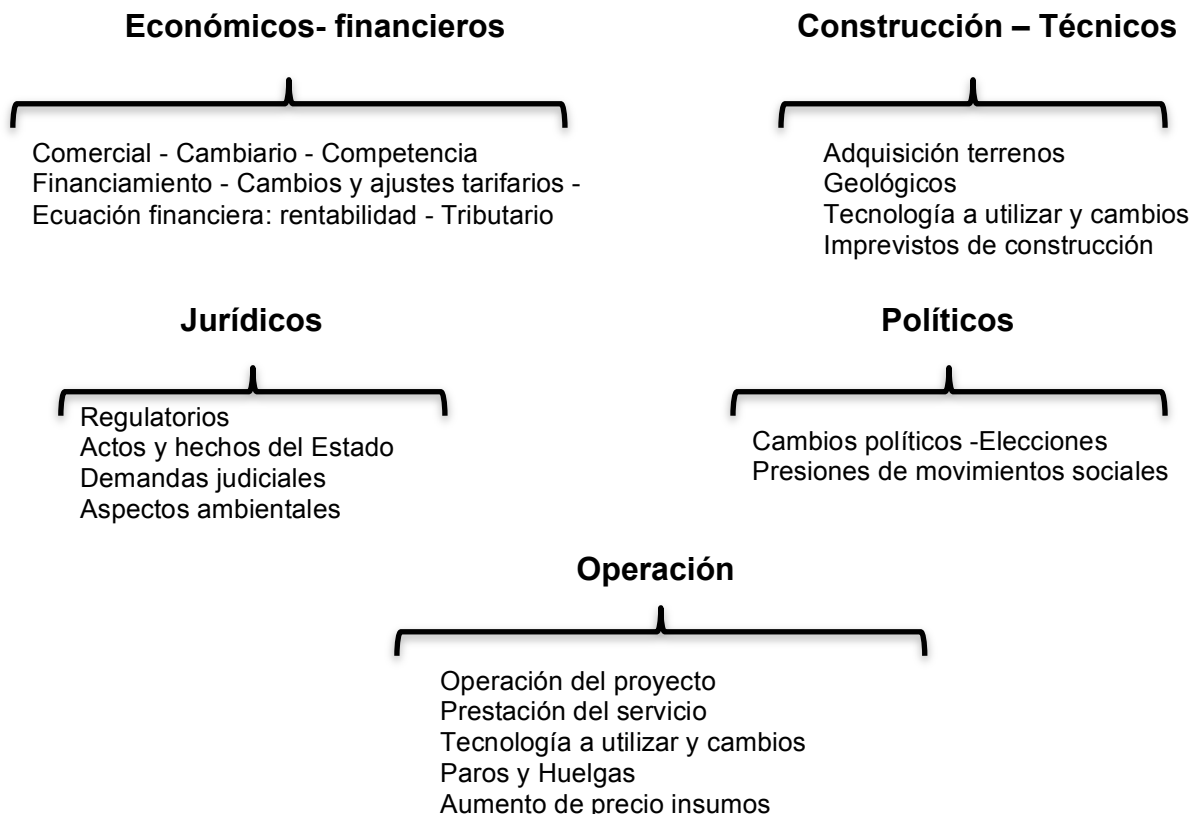 Económicos- financieros
Comercial - Cambiario - Competencia
Financiamiento - Cambios y ajustes tarifarios -
Ecuación financiera: rentabilidad - Tributario
Construcción – Técnicos
Adquisición terrenos
Geológicos
Tecnología a utilizar y cambios
Imprevistos de construcción
Jurídicos
Regulatorios
Actos y hechos del Estado
Demandas judiciales
Aspectos ambientales
Políticos
Cambios políticos -Elecciones
Presiones de movimientos sociales
Operación
Operación del proyecto
Prestación del servicio
Tecnología a utilizar y cambios
Paros y Huelgas
Aumento de precio insumos